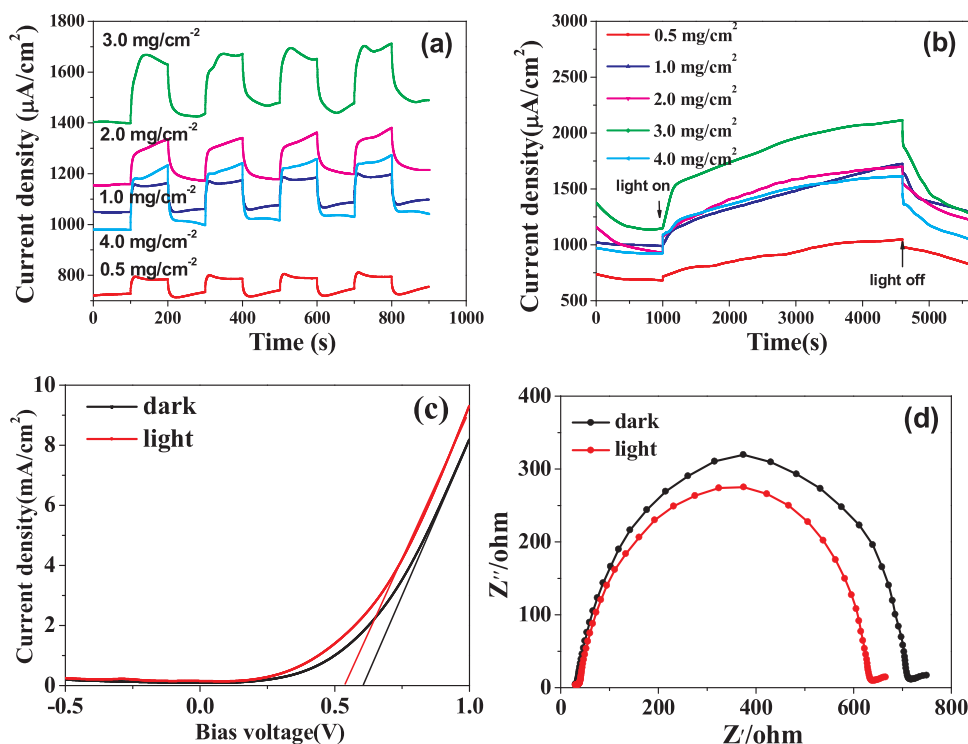 (a)
3.0 mg/cm⁻²
2.0 mg/cm⁻²
1.0 mg/cm⁻²
4.0 mg/cm⁻²
0.5 mg/cm⁻²
1800
1600
1400
1200
1000
800
Current density (μA/cm²)
0 200 400 600 800 1000
Time (s)
(b)
0.5 mg/cm²
1.0 mg/cm²
2.0 mg/cm²
3.0 mg/cm²
4.0 mg/cm²
light on
light off
3000
2500
2000
1500
1000
500
Current density(μA/cm²)
0 1000 2000 3000 4000 5000
Time(s)
(c)
dark
light
10
8
6
4
2
0
Current density(mA/cm²)
-0.5 0.0 0.5 1.0
Bias voltage(V)
(d)
dark
light
400
300
200
100
0
Z''/ohm
0 200 400 600 800
Z'/ohm